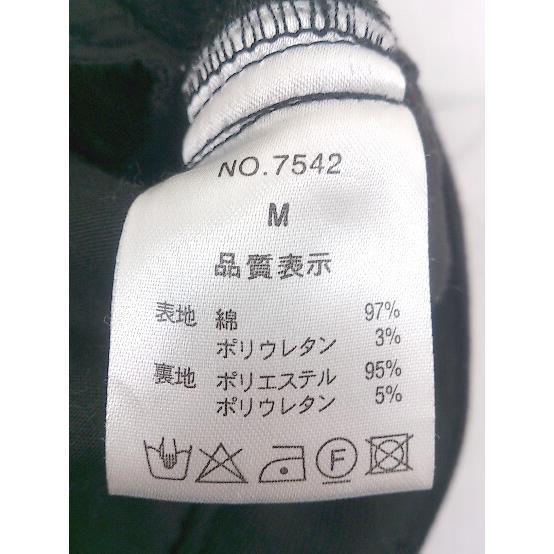 NO.7542
M
品質表示
表地 綿 97%
ポリウレタン 3%
裏地 ポリエステル 95%
ポリウレタン 5%
F